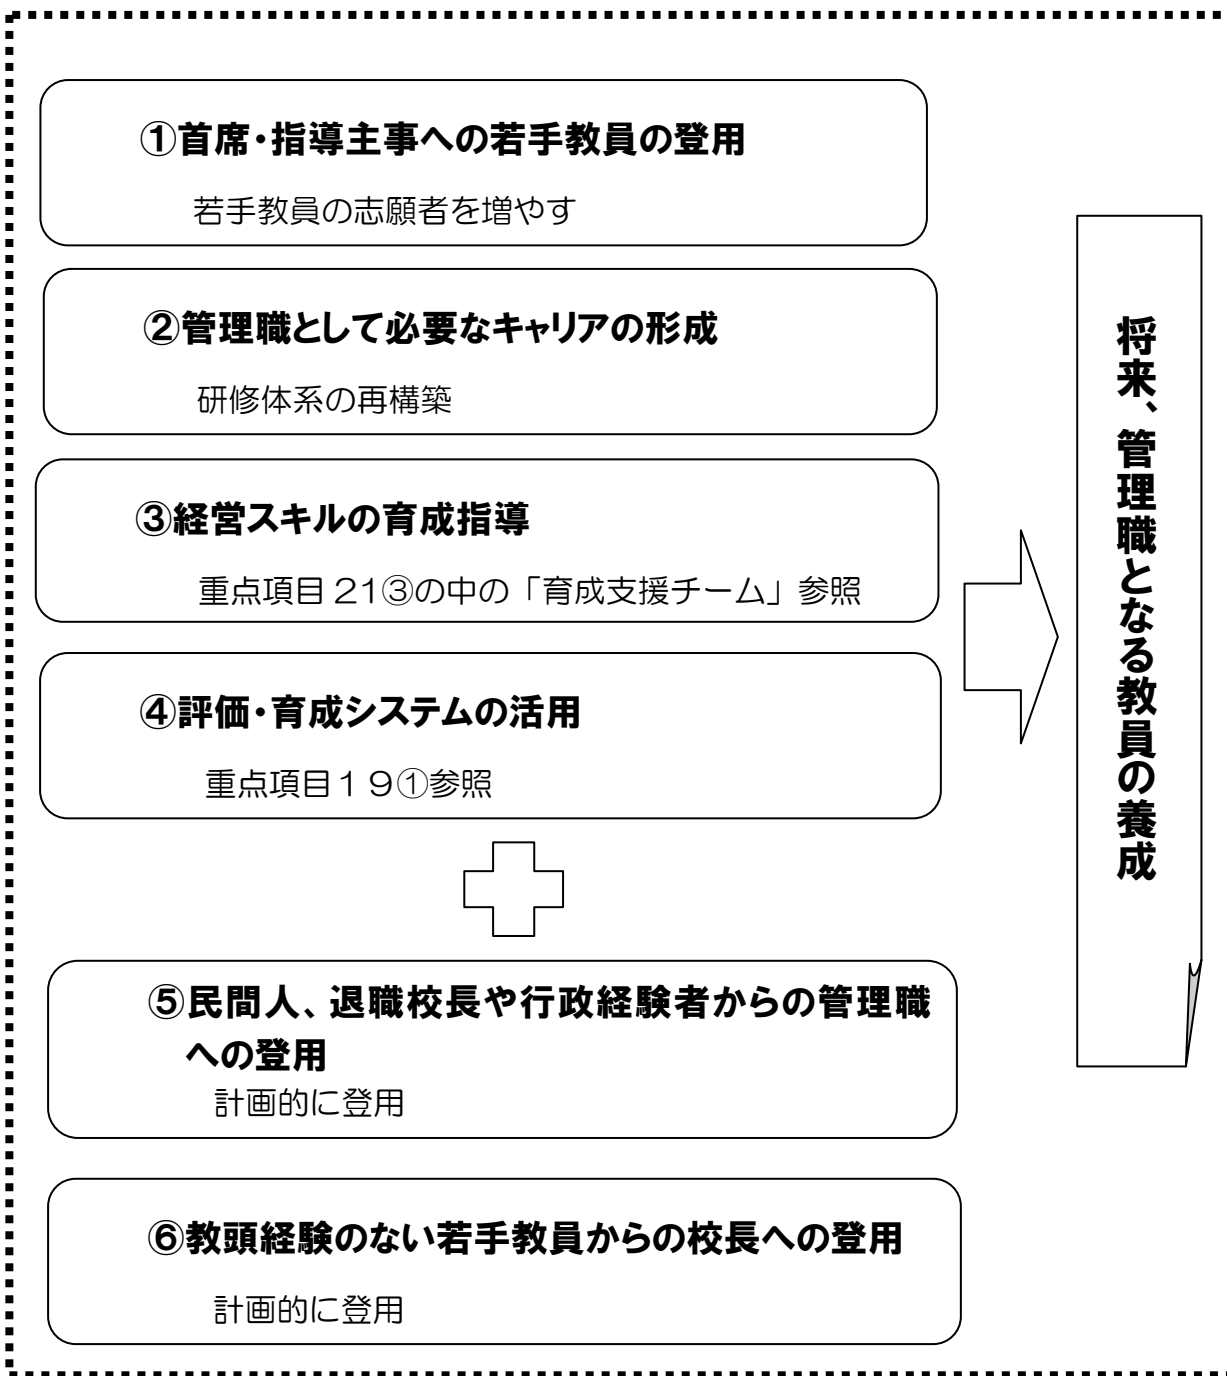 ①首席・指導主事への若手教員の登用
若手教員の志願者を増やす
②管理職として必要なキャリアの形成
研修体系の再構築
③経営スキルの育成指導
重点項目 21③の中の「育成支援チーム」参照
④評価・育成システムの活用
重点項目１９①参照
⑤民間人、退職校長や行政経験者からの管理職
への登用
計画的に登用
⑥教頭経験のない若手教員からの校長への登用
計画的に登用
将来、管理職となる教員の養成